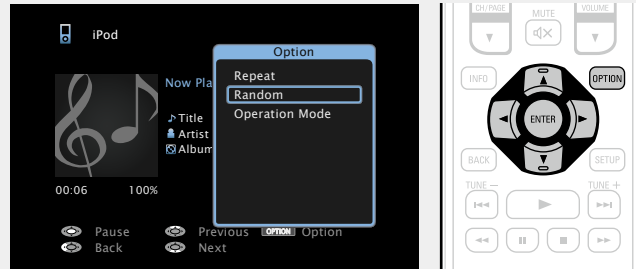 iPod
Option
Repeat
Random
Operation Mode
Now Pla
Title
Artist
Album
00:06 100%
Pause Previous OPTION Option
Back Next
CH/PAGE MUTE VOLUME
INFO OPTION
ENTER
BACK SETUP
TUNE – TUNE +